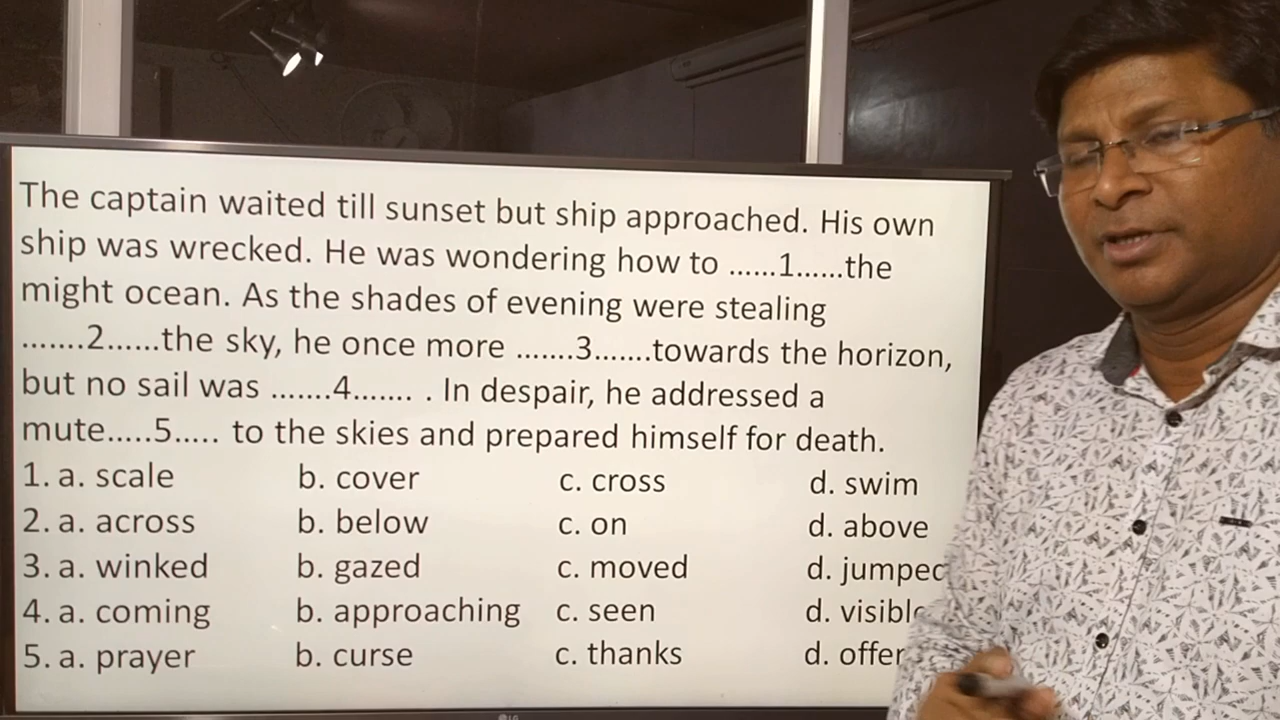 The captain waited till sunset but ship approached. His own
ship was wrecked. He was wondering how to ......1......the
might ocean. As the shades of evening were stealing
.......2......the sky, he once more .......3.......towards the horizon,
but no sail was .......4....... . In despair, he addressed a
mute.....5..... to the skies and prepared himself for death.
1. a. scale b. cover c. cross d. swim
2. a. across b. below c. on d. above
3. a. winked b. gazed c. moved d. jumped
4. a. coming b. approaching c. seen d. visible
5. a. prayer b. curse c. thanks d. offer
LG